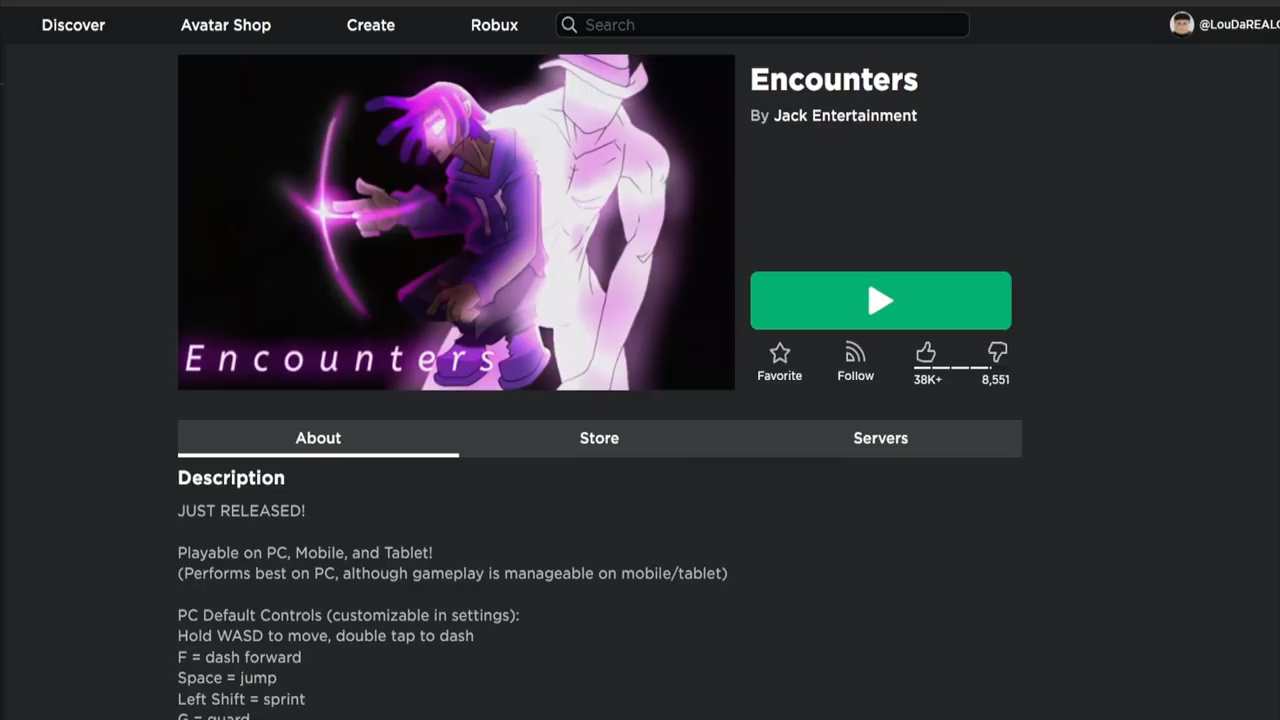 Discover
Avatar Shop
Create
Robux
Search
@LouDaREAL
Encounters
By Jack Entertainment
Encounters
Favorite
Follow
38K+
8,551
About
Store
Servers
Description
JUST RELEASED!
Playable on PC, Mobile, and Tablet!
(Performs best on PC, although gameplay is manageable on mobile/tablet)
PC Default Controls (customizable in settings):
Hold WASD to move, double tap to dash
F = dash forward
Space = jump
Left Shift = sprint
G = guard